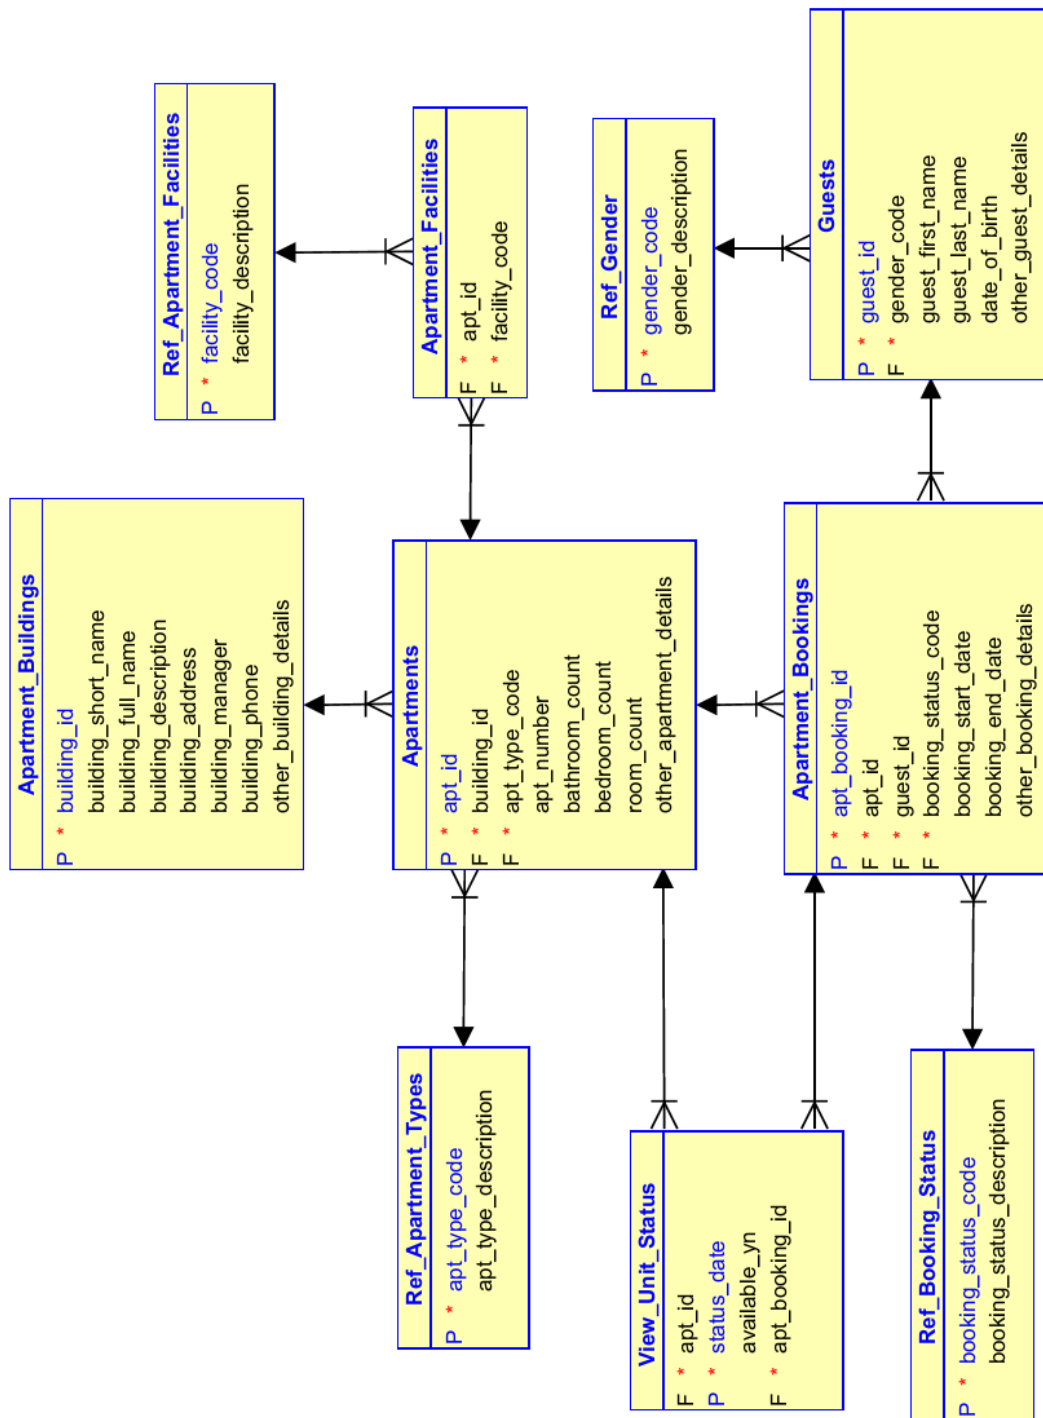 Apartment_Buildings
P * building_id
building_short_name
building_full_name
building_description
building_address
building_manager
building_phone
other_building_details
Ref_Apartment_Facilities
P * facility_code
facility_description
Ref_Apartment_Types
P * apt_type_code
apt_type_description
Apartments
P * apt_id
F * building_id
F * apt_type_code
apt_number
bathroom_count
bedroom_count
room_count
other_apartment_details
Apartment_Facilities
F * apt_id
F * facility_code
View_Unit_Status
F * apt_id
P * status_date
available_yn
F * apt_booking_id
Ref_Gender
P * gender_code
gender_description
Ref_Booking_Status
P * booking_status_code
booking_status_description
Apartment_Bookings
P * apt_booking_id
F * apt_id
F * guest_id
F * booking_status_code
booking_start_date
booking_end_date
other_booking_details
Guests
P * guest_id
F * gender_code
guest_first_name
guest_last_name
date_of_birth
other_guest_details